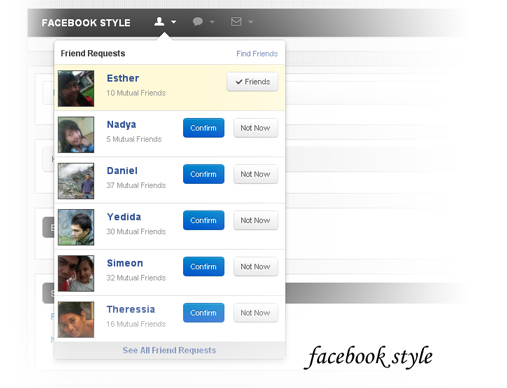 FACEBOOK STYLE
Friend Requests Find Friends
Esther
10 Mutual Friends
Friends
Nadya
5 Mutual Friends
Confirm Not Now
Daniel
37 Mutual Friends
Confirm Not Now
Yedida
30 Mutual Friends
Confirm Not Now
Simeon
32 Mutual Friends
Confirm Not Now
Theressia
16 Mutual Friends
Confirm Not Now
See All Friend Requests
facebook style